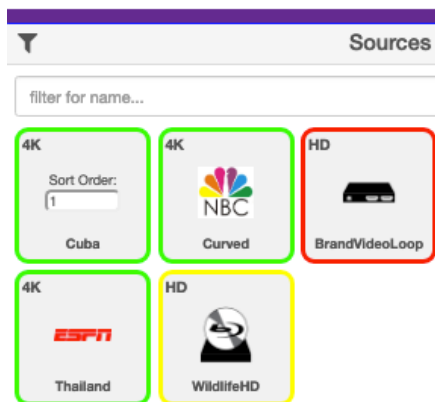 Sources
filter for name...
4K
Sort Order:
1
Cuba
4K
NBC
Curved
HD
BrandVideoLoop
4K
ESPN
Thailand
HD
WildlifeHD